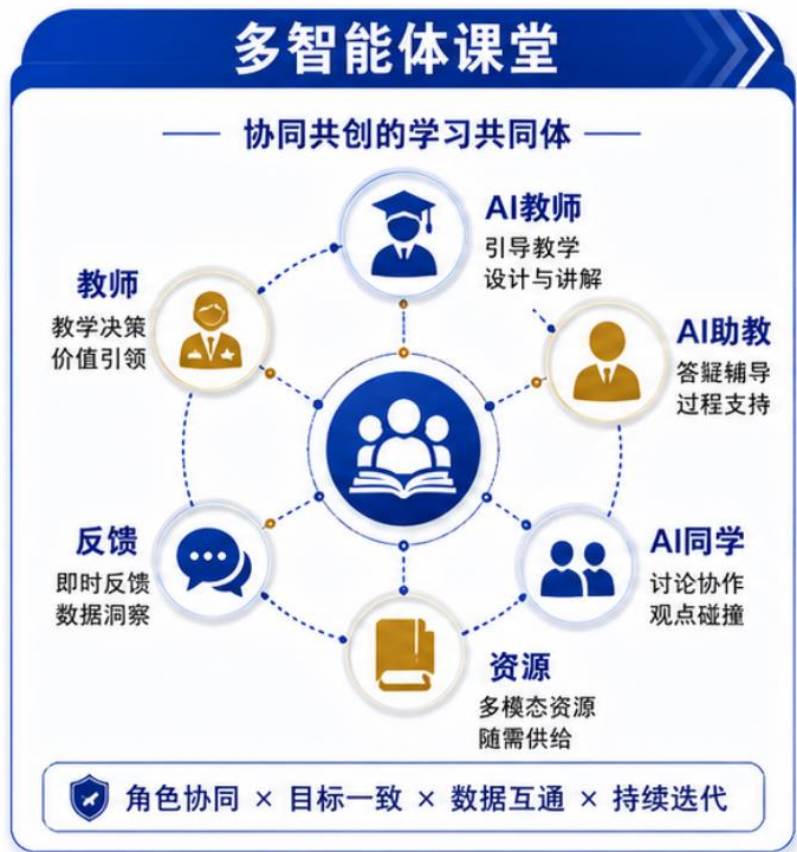 多智能体课堂
协同共创的学习共同体
AI教师
引导教学
设计与讲解
教师
教学决策
价值引领
AI助教
答疑辅导
过程支持
反馈
即时反馈
数据洞察
AI同学
讨论协作
观点碰撞
资源
多模态资源
随需供给
角色协同 × 目标一致 × 数据互通 × 持续迭代